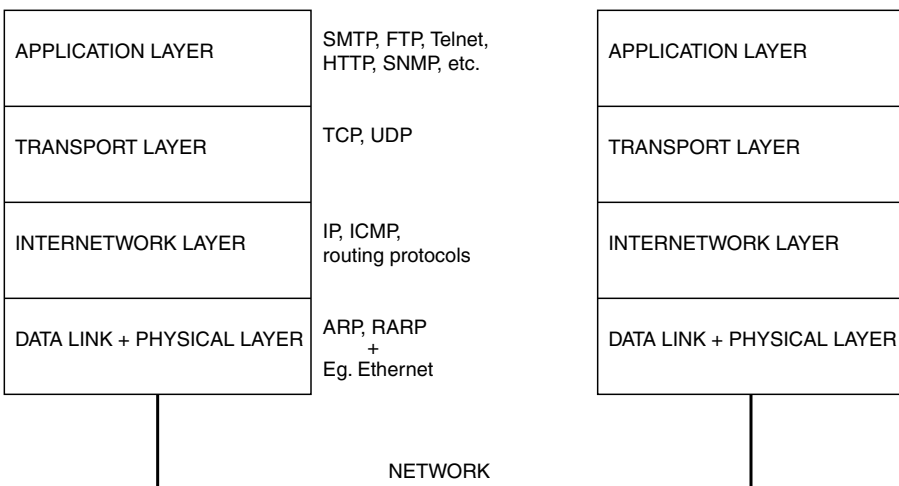 APPLICATION LAYER
SMTP, FTP, Telnet,
HTTP, SNMP, etc.
APPLICATION LAYER
TRANSPORT LAYER
TCP, UDP
TRANSPORT LAYER
INTERNETWORK LAYER
IP, ICMP,
routing protocols
INTERNETWORK LAYER
DATA LINK + PHYSICAL LAYER
ARP, RARP
+
Eg. Ethernet
DATA LINK + PHYSICAL LAYER
NETWORK